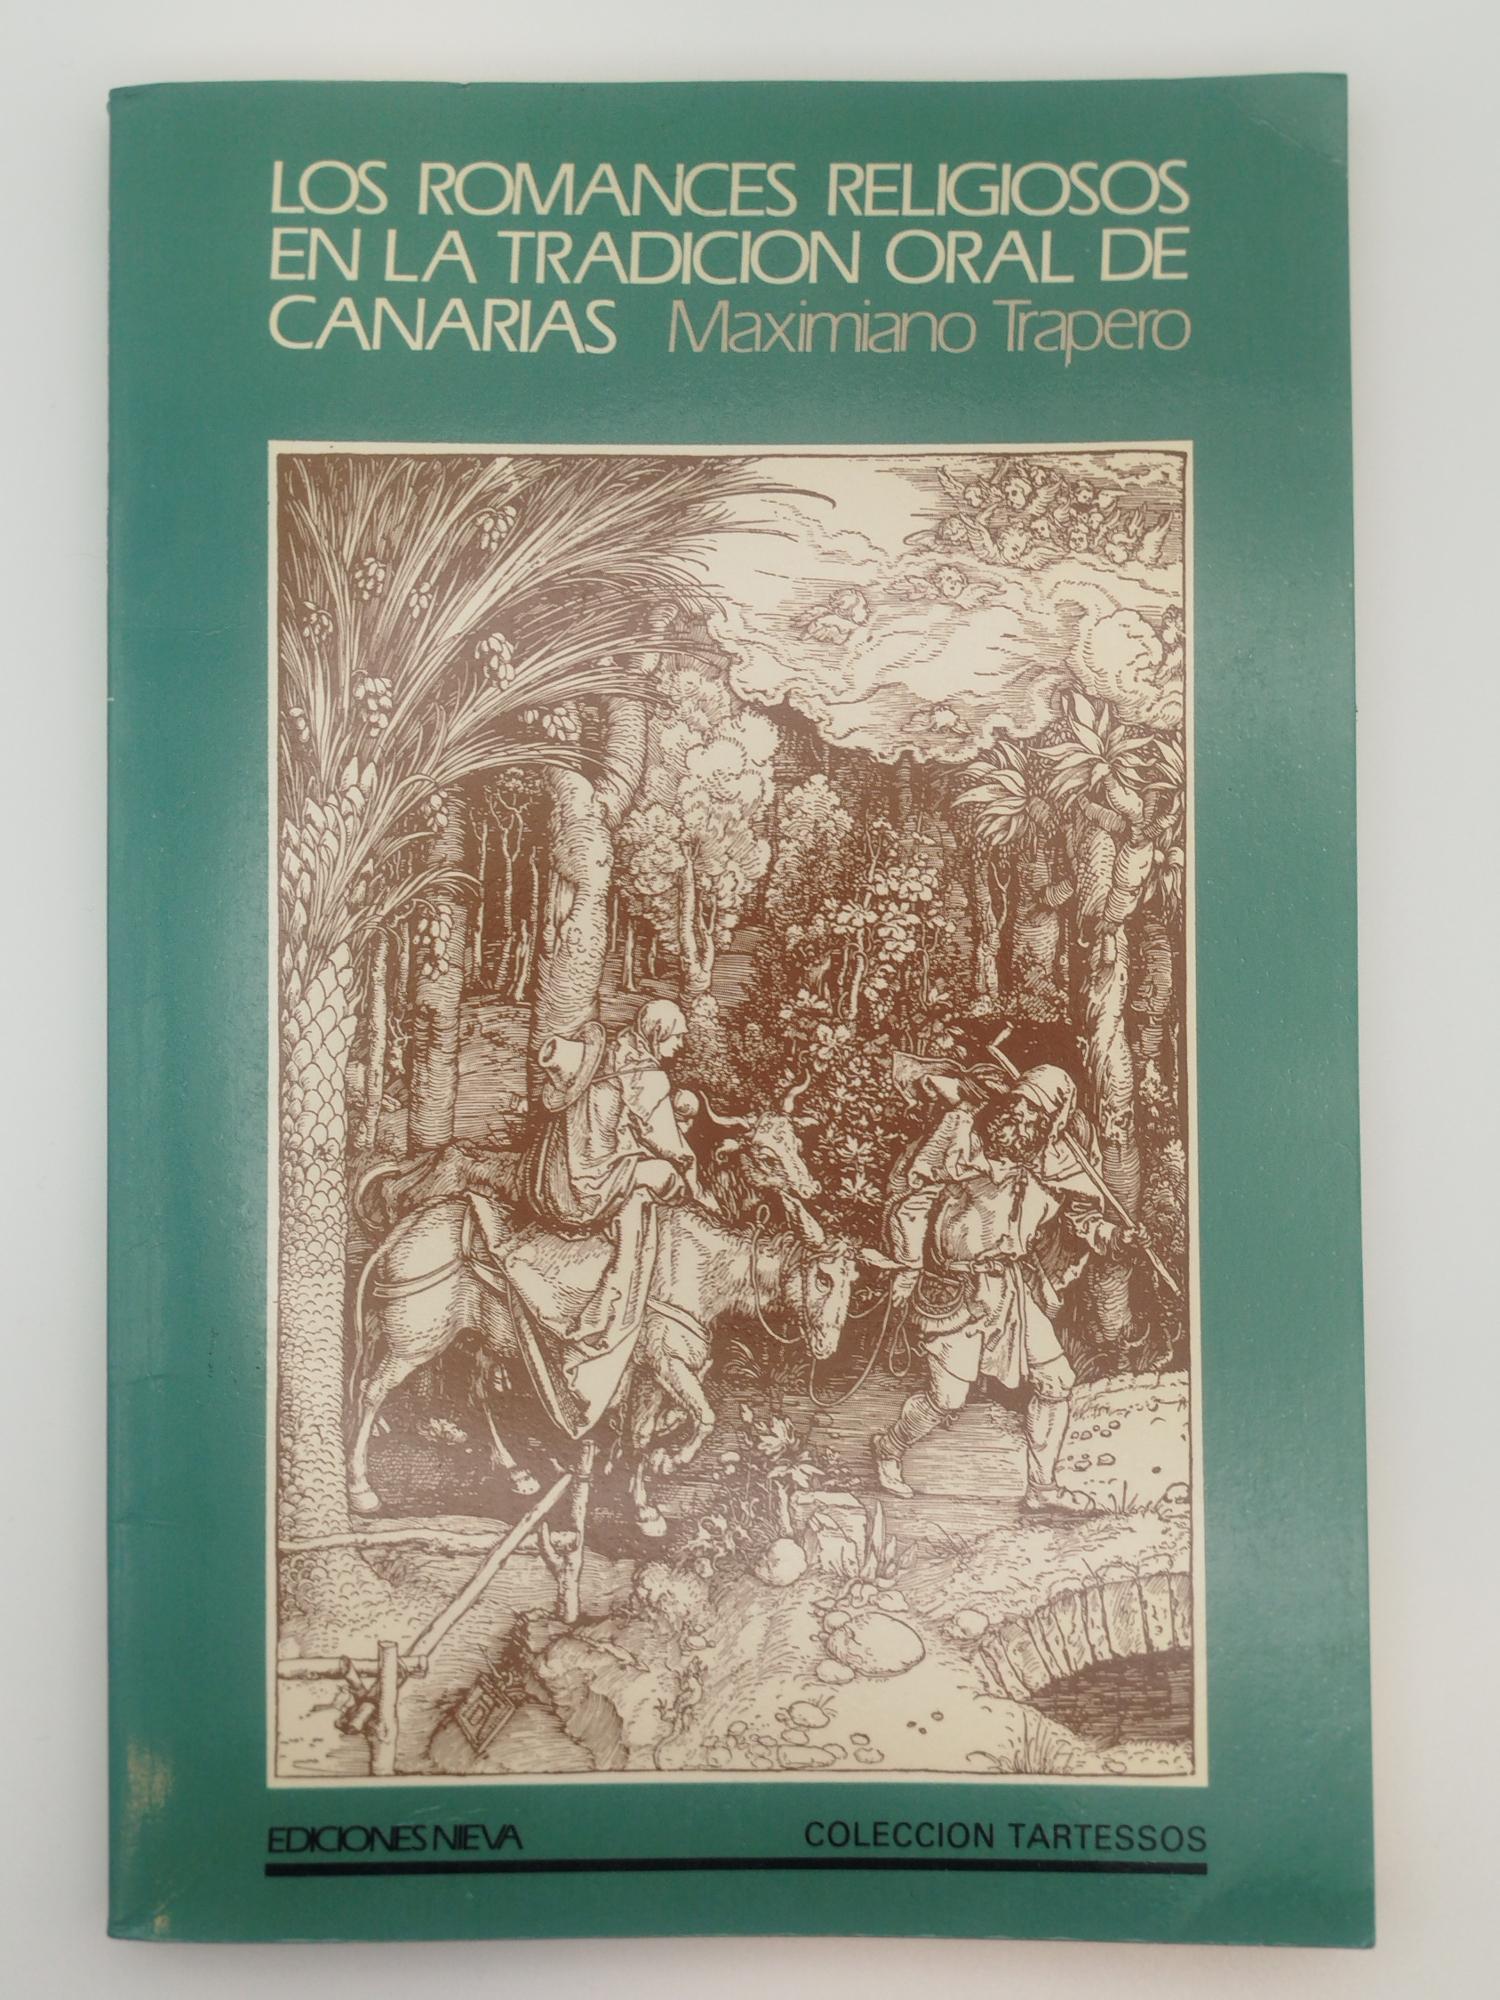 LOS ROMANCES RELIGIOSOS
EN LA TRADICION ORAL DE
CANARIAS Maximiano Trapero
EDICIONES NIEVA
COLECCION TARTESSOS